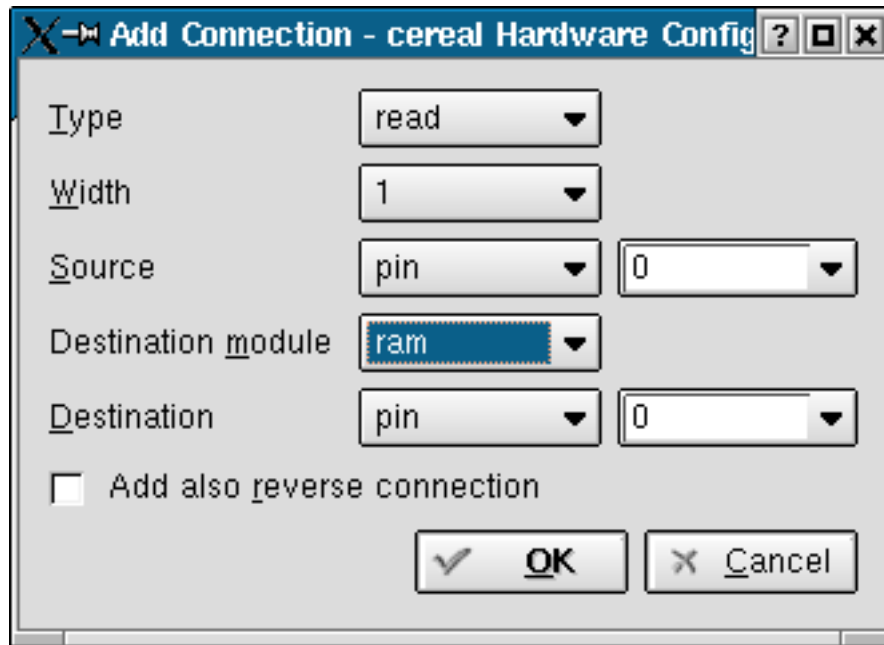 Add Connection - cereal Hardware Config
Type read
Width 1
Source pin 0
Destination module ram
Destination pin 0
Add also reverse connection
OK Cancel